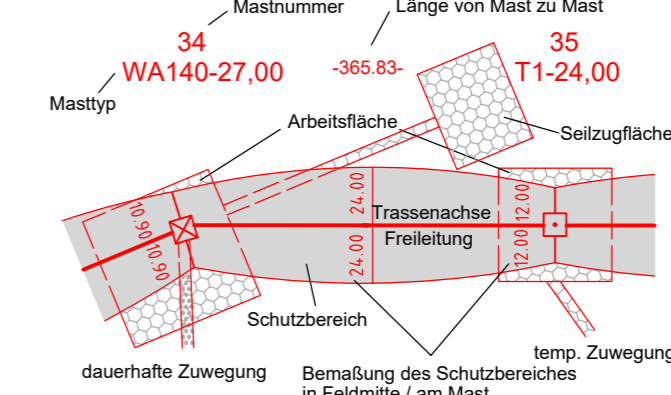 Mastnummer
Länge von Mast zu Mast
34
WA140-27,00
-365.83-
35
T1-24,00
Masttyp
Arbeitsfläche
Seilzugfläche
10.90
10.90
24.00
24.00
Trassenachse
Freileitung
12.00
12.00
Schutzbereich
dauerhafte Zuwegung
temp. Zuwegung
Bemaßung des Schutzbereiches
in Feldmitte / am Mast